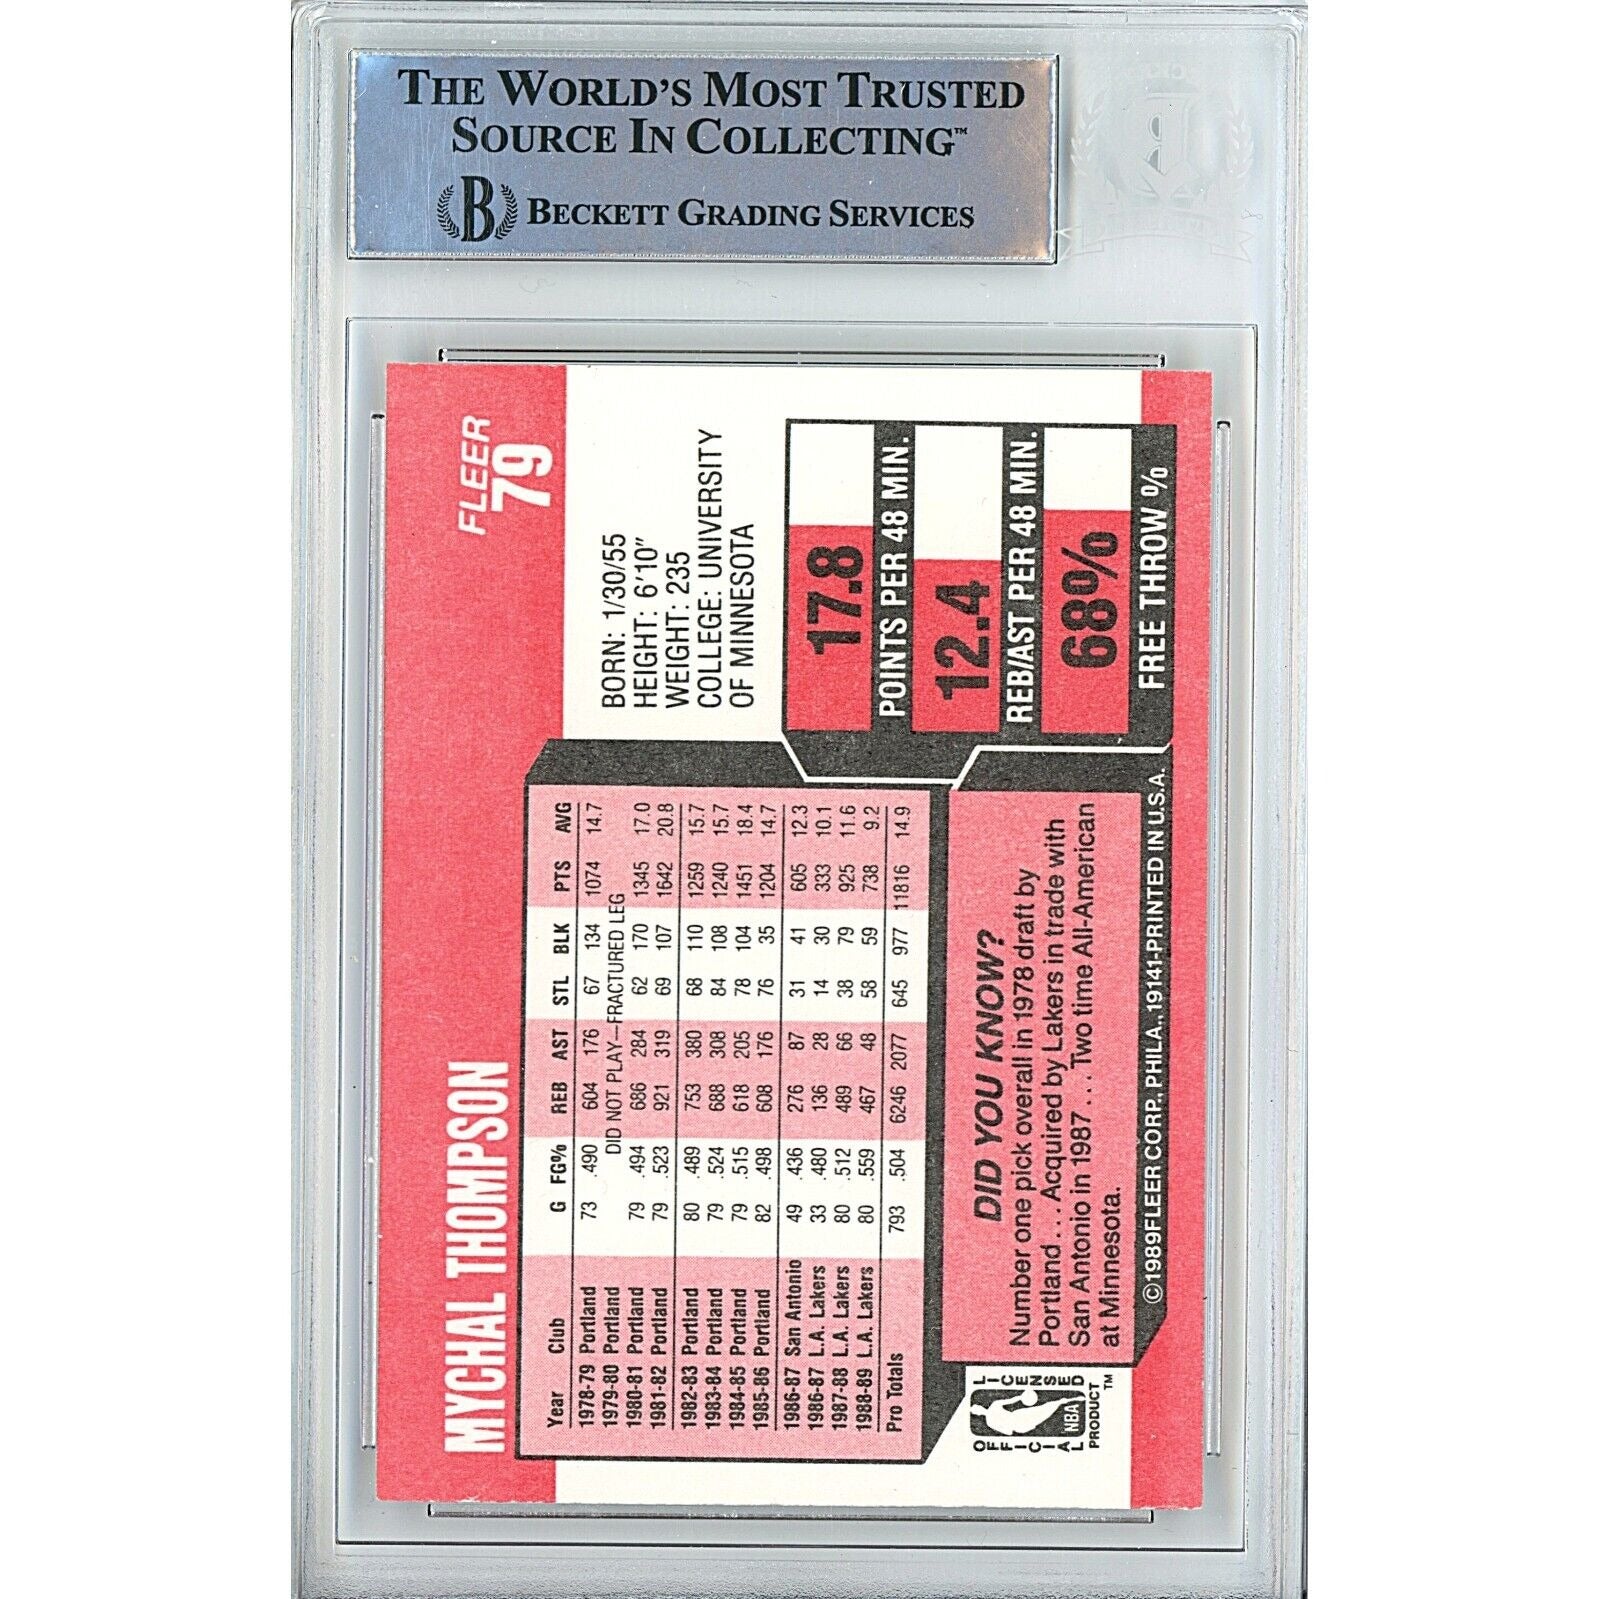 THE WORLD'S MOST TRUSTED
SOURCE IN COLLECTING™
B BECKETT GRADING SERVICES
MYCHAL THOMPSON
FLEER
79
BORN: 1/30/55
HEIGHT: 6'10"
WEIGHT: 235
COLLEGE: UNIVERSITY
OF MINNESOTA
Year Club G FG% REB AST STL BLK PTS AVG
1978-79 Portland 73 .490 604 176 67 134 1074 14.7
1979-80 Portland DID NOT PLAY—FRACTURED LEG
1980-81 Portland 79 .494 686 284 62 170 1345 17.0
1981-82 Portland 79 .523 921 319 69 107 1642 20.8
1982-83 Portland 80 .489 753 380 68 110 1259 15.7
1983-84 Portland 79 .524 688 308 84 108 1240 15.7
1984-85 Portland 79 .515 618 205 78 104 1451 18.4
1985-86 Portland 82 .498 608 176 76 35 1204 14.7
1986-87 San Antonio 49 .436 276 87 31 41 605 12.3
1986-87 L.A. Lakers 33 .480 136 28 14 30 333 10.1
1987-88 L.A. Lakers 80 .512 489 66 38 79 925 11.6
1988-89 L.A. Lakers 80 .559 467 48 58 59 738 9.2
Pro Totals 793 .504 6246 2077 645 977 11816 14.9
17.8
POINTS PER 48 MIN.
12.4
REB/AST PER 48 MIN.
68%
FREE THROW %
DID YOU KNOW?
Number one pick overall in 1978 draft by
Portland . . . Acquired by Lakers in trade with
San Antonio in 1987 . . . Two time All-American
at Minnesota.
OFFICIAL LICENSED
NBA
PRODUCT™
©1989FLEER CORP., PHILA., 19141-PRINTED IN U.S.A.